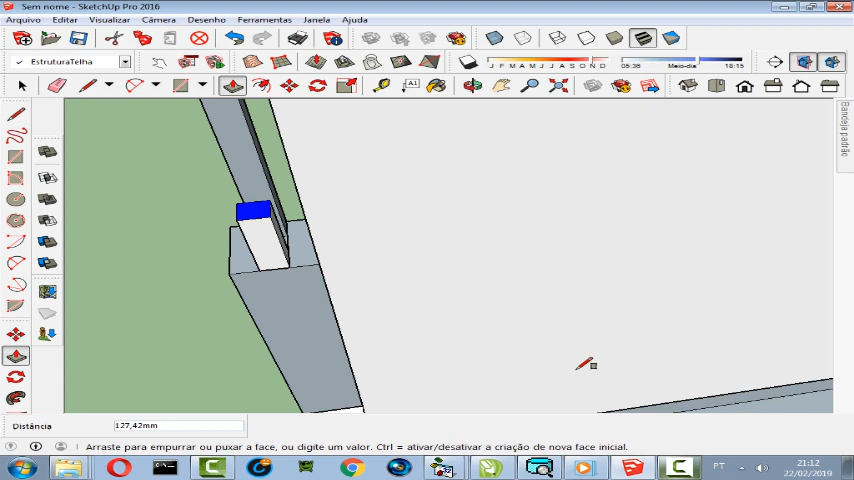 Sem nome - SketchUp Pro 2016
Arquivo Editar Visualizar Câmera Desenho Ferramentas Janela Ajuda
EstruturaTelha
J F M A M J J A S O N D
05:38 Meio-dia 18:15
A1
Bandeja padrão
Distância 127,42mm
Arraste para empurrar ou puxar a face, ou digite um valor. Ctrl = ativar/desativar a criação de nova face inicial.
PT
21:12
22/02/2019